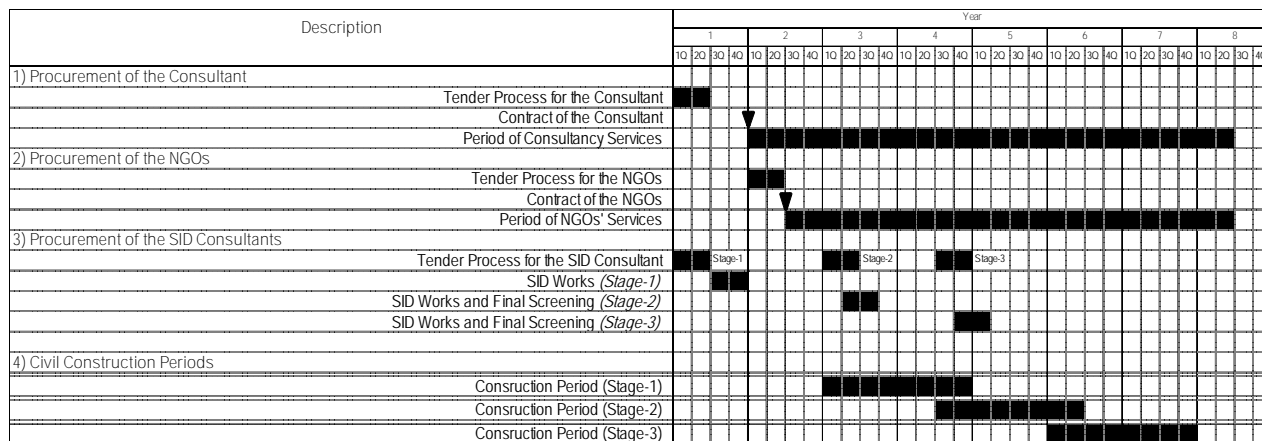 Description
Year
1 2 3 4 5 6 7 8
1Q 2Q 3Q 4Q 1Q 2Q 3Q 4Q 1Q 2Q 3Q 4Q 1Q 2Q 3Q 4Q 1Q 2Q 3Q 4Q 1Q 2Q 3Q 4Q 1Q 2Q 3Q 4Q 1Q 2Q 3Q 4Q
1) Procurement of the Consultant
Tender Process for the Consultant
Contract of the Consultant
Period of Consultancy Services
2) Procurement of the NGOs
Tender Process for the NGOs
Contract of the NGOs
Period of NGOs' Services
3) Procurement of the SID Consultants
Tender Process for the SID Consultant Stage-1 Stage-2 Stage-3
SID Works (Stage-1)
SID Works and Final Screening (Stage-2)
SID Works and Final Screening (Stage-3)
4) Civil Construction Periods
Consruction Period (Stage-1)
Consruction Period (Stage-2)
Consruction Period (Stage-3)